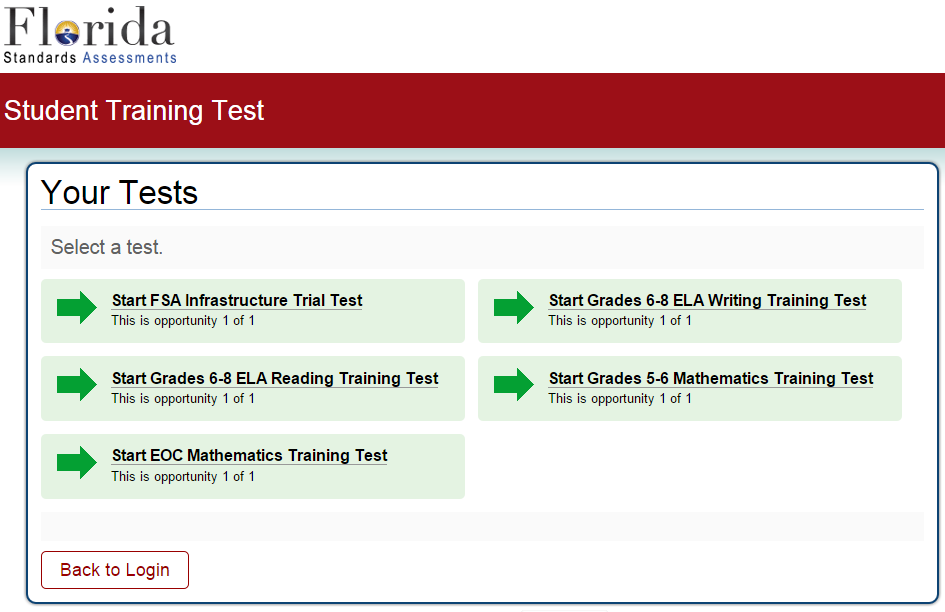 Florida
Standards Assessments
Student Training Test
Your Tests
Select a test.
Start FSA Infrastructure Trial Test
This is opportunity 1 of 1
Start Grades 6-8 ELA Writing Training Test
This is opportunity 1 of 1
Start Grades 6-8 ELA Reading Training Test
This is opportunity 1 of 1
Start Grades 5-6 Mathematics Training Test
This is opportunity 1 of 1
Start EOC Mathematics Training Test
This is opportunity 1 of 1
Back to Login